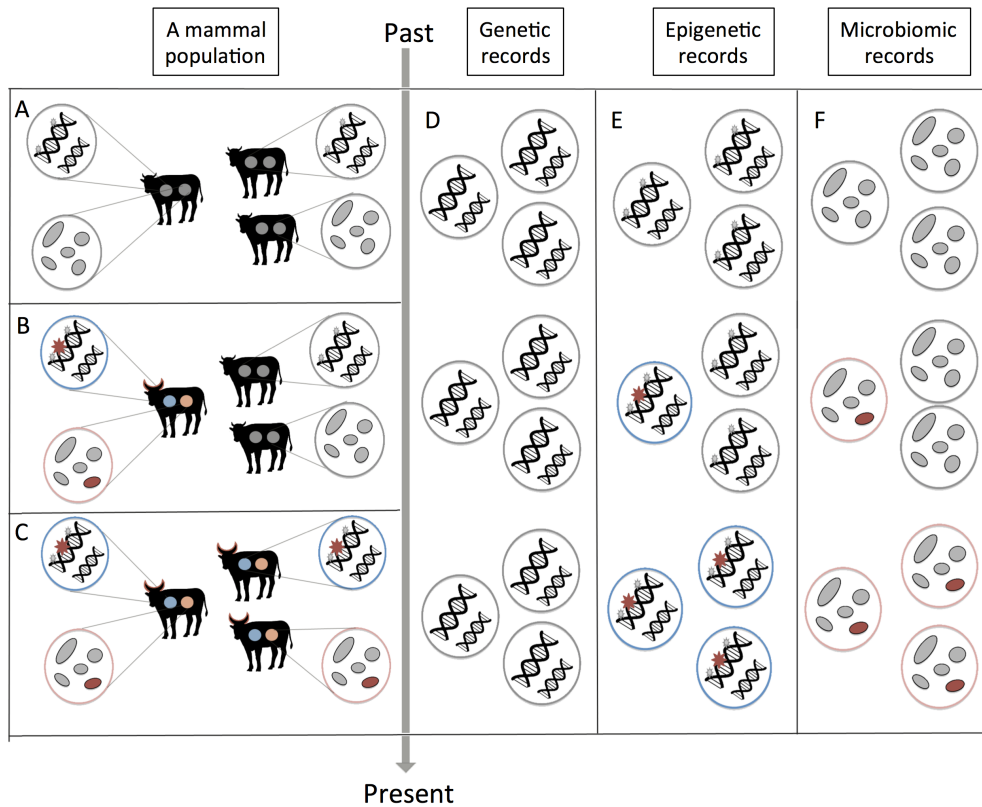 A mammal
population
Past
Genetic
records
Epigenetic
records
Microbiomic
records
A
D
E
F
B
C
Present